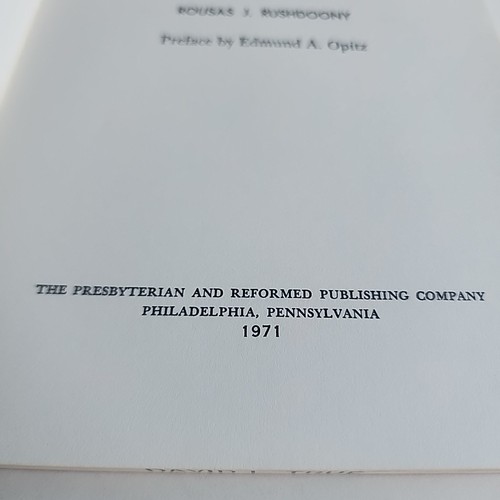 ROUSAS J. RUSHDOONY
Preface by Edmund A. Opitz
THE PRESBYTERIAN AND REFORMED PUBLISHING COMPANY
PHILADELPHIA, PENNSYLVANIA
1971